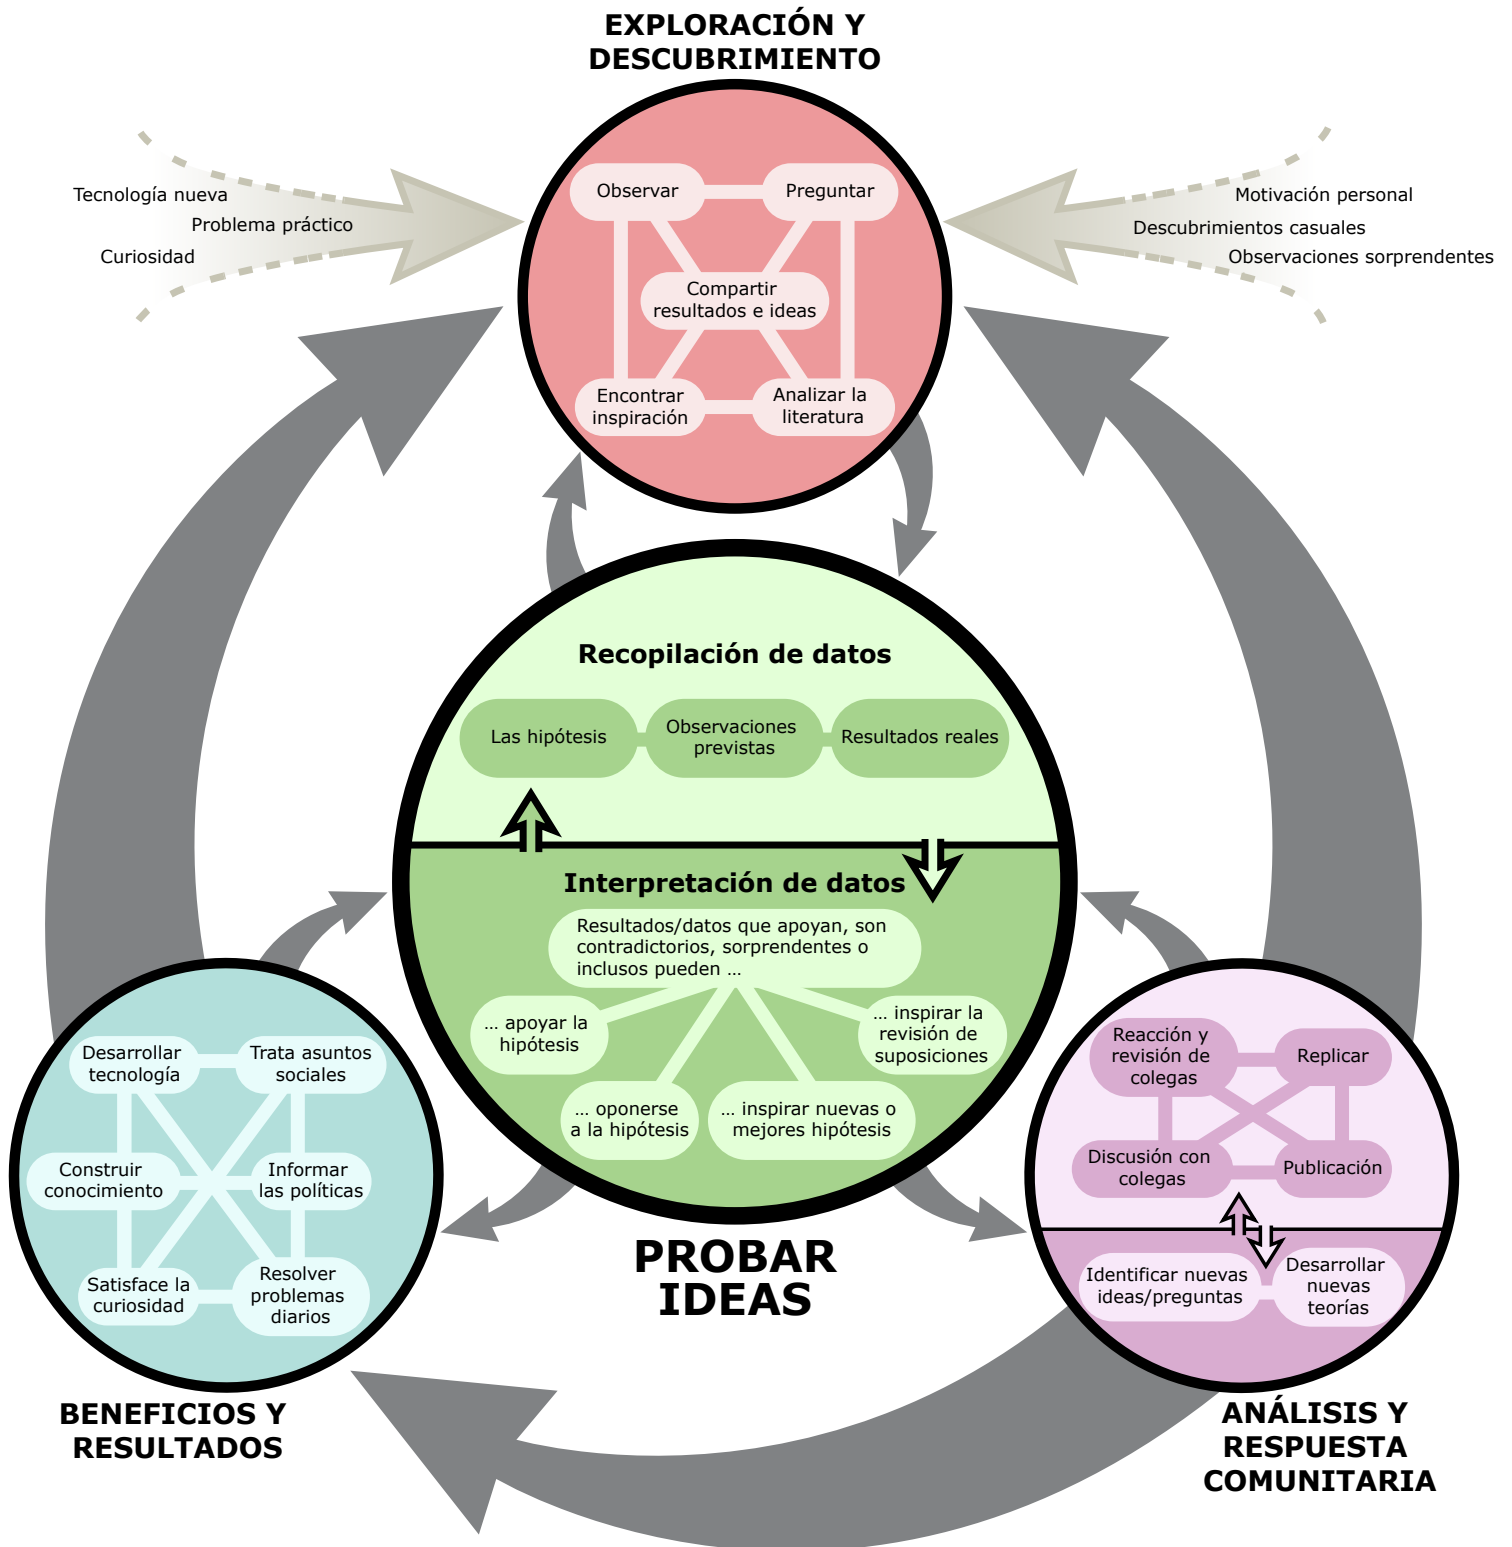 EXPLORACIÓN Y
DESCUBRIMIENTO
Tecnología nueva
Problema práctico
Curiosidad
Motivación personal
Descubrimientos casuales
Observaciones sorprendentes
Observar
Preguntar
Compartir
resultados e ideas
Encontrar
inspiración
Analizar la
literatura
Recopilación de datos
Las hipótesis
Observaciones
previstas
Resultados reales
Interpretación de datos
Resultados/datos que apoyan, son
contradictorios, sorprendentes o
inclusos pueden ...
... apoyar la
hipótesis
... oponerse
a la hipótesis
... inspirar nuevas o
mejores hipótesis
... inspirar la
revisión de
suposiciones
PROBAR
IDEAS
Desarrollar
tecnología
Trata asuntos
sociales
Construir
conocimiento
Informar
las políticas
Satisface la
curiosidad
Resolver
problemas
diarios
BENEFICIOS Y
RESULTADOS
Reacción y
revisión de
colegas
Replicar
Discusión con
colegas
Publicación
Identificar nuevas
ideas/preguntas
Desarrollar
nuevas
teorías
ANÁLISIS Y
RESPUESTA
COMUNITARIA